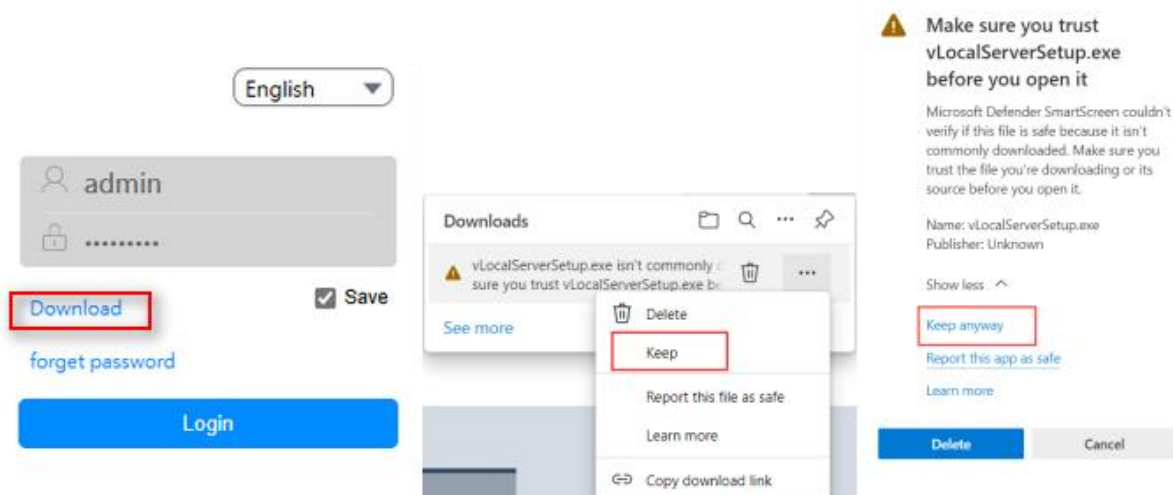 English
admin
Download
Save
forget password
Login
Downloads
vLocalServerSetup.exe isn't commonly
sure you trust vLocalServerSetup.exe
See more
Delete
Keep
Report this file as safe
Learn more
Copy download link
Make sure you trust
vLocalServerSetup.exe
before you open it
Microsoft Defender SmartScreen couldn't
verify if this file is safe because it isn't
commonly downloaded. Make sure you
trust the file you're downloading or its
source before you open it.
Name: vLocalServerSetup.exe
Publisher: Unknown
Show less
Keep anyway
Report this app as safe
Learn more
Delete
Cancel